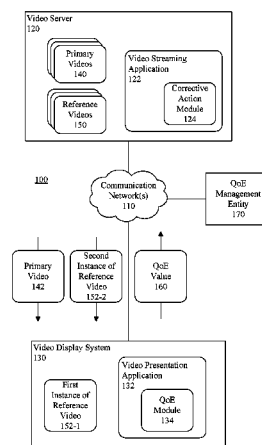 Video Server
120
Primary
Videos
140
Video Streaming
Application
122
Corrective
Action
Module
124
Reference
Videos
150
100
Communication
Network(s)
110
QoE
Management
Entity
170
Primary
Video
142
Second
Instance of
Reference
Video
152-2
QoE
Value
160
Video Display System
130
First
Instance of
Reference
Video
152-1
Video Presentation
Application
132
QoE
Module
134